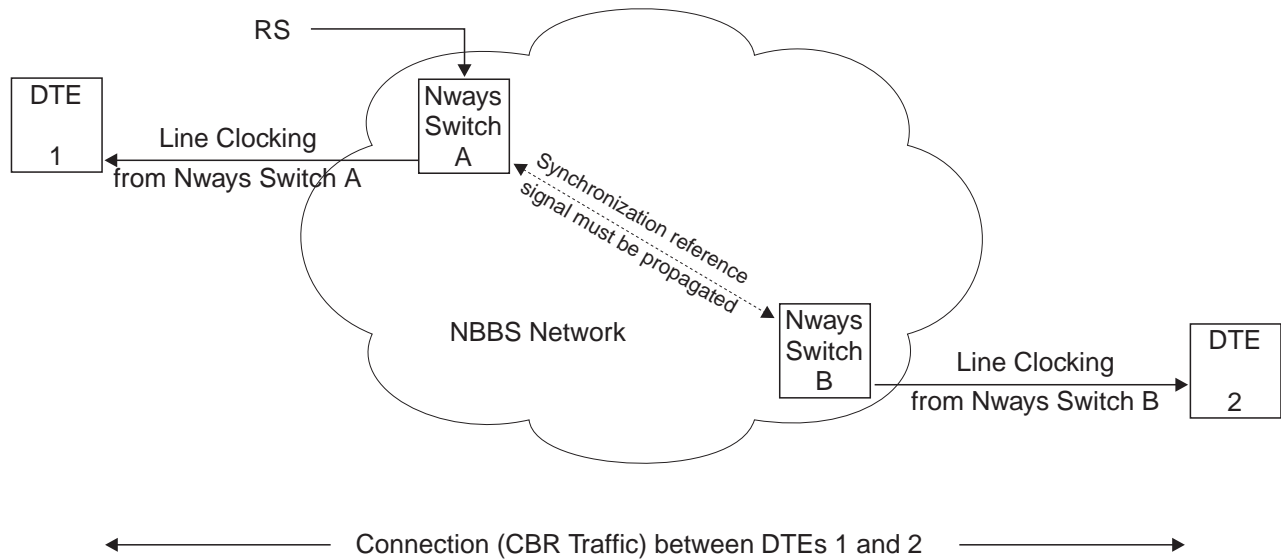 RS
DTE
1
Line Clocking
from Nways Switch A
Nways
Switch
A
Synchronization reference
signal must be propagated
NBBS Network
Nways
Switch
B
Line Clocking
from Nways Switch B
DTE
2
Connection (CBR Traffic) between DTEs 1 and 2